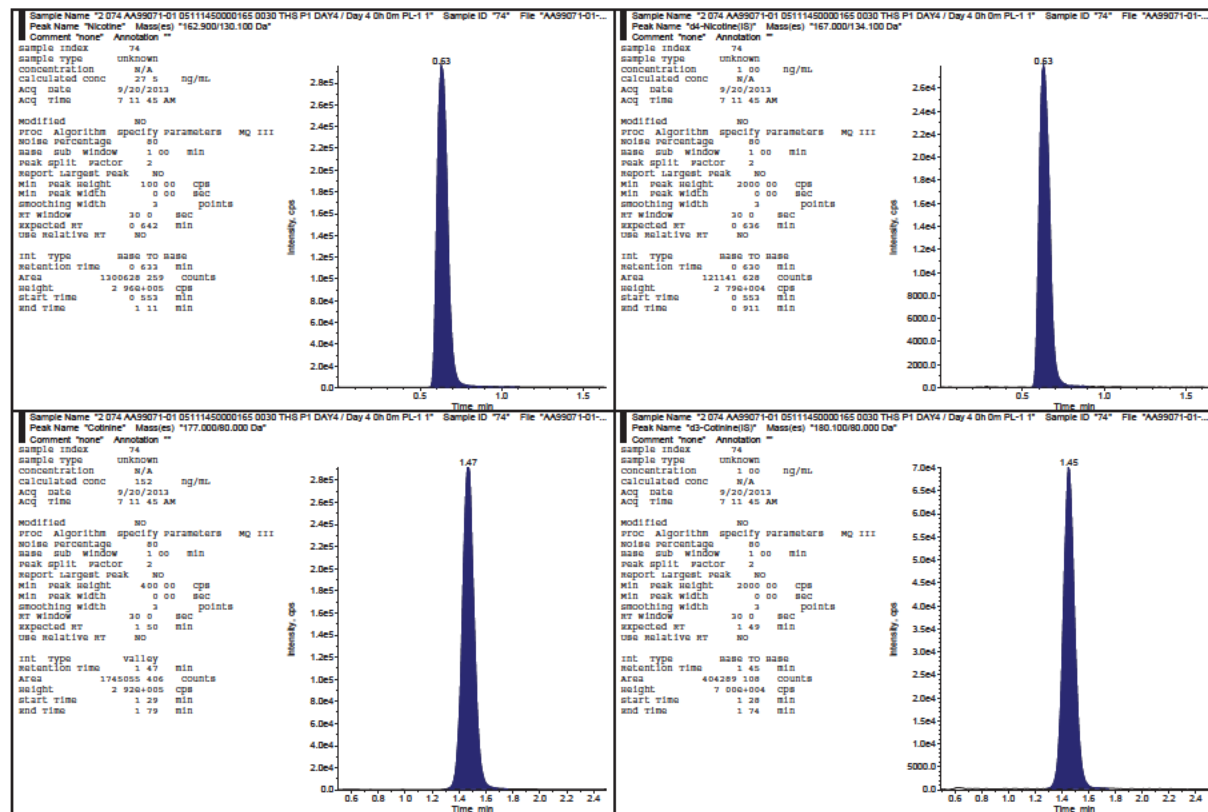 Sample Name "2 074 AA99071-01 05111450000165 0030 THS P1 DAY4 / Day 4 0h 0m PL-1 1" Sample ID "74" File "AA99071-01-...
Peak Name "Nicotine" Mass(es) "162.900/130.100 Da"
Comment "none" Annotation ""
Sample Index 74
Sample Type Unknown
Concentration N/A
Calculated Conc 27 5 ng/mL
Acq Date 9/20/2013
Acq Time 7 11 45 AM
Modified NO
Proc Algorithm Specify Parameters MQ III
Noise Percentage 80
Base Sub Window 1 00 min
Peak Split Factor 2
Report Largest Peak NO
Min Peak Height 100 00 cps
Min Peak Width 0 00 sec
Smoothing Width 3 points
RT Window 30 0 sec
Expected RT 0 642 min
Use Relative RT NO
Int Type Base To Base
Retention Time 0 633 min
Area 1300628 259 counts
Height 2 96e+005 cps
Start Time 0 553 min
End Time 1 11 min
0.63
2.8e5
2.6e5
2.4e5
2.2e5
2.0e5
1.8e5
1.6e5
1.4e5
1.2e5
1.0e5
8.0e4
6.0e4
4.0e4
2.0e4
0.0
Intensity, cps
0.5 1.0 1.5
Time min
Sample Name "2 074 AA99071-01 05111450000165 0030 THS P1 DAY4 / Day 4 0h 0m PL-1 1" Sample ID "74" File "AA99071-01-...
Peak Name "d4-Nicotine(IS)" Mass(es) "167.000/134.100 Da"
Comment "none" Annotation ""
Sample Index 74
Sample Type Unknown
Concentration 1 00 ng/mL
Calculated Conc N/A
Acq Date 9/20/2013
Acq Time 7 11 45 AM
Modified NO
Proc Algorithm Specify Parameters MQ III
Noise Percentage 80
Base Sub Window 1 00 min
Peak Split Factor 2
Report Largest Peak NO
Min Peak Height 2000 00 cps
Min Peak Width 0 00 sec
Smoothing Width 3 points
RT Window 30 0 sec
Expected RT 0 636 min
Use Relative RT NO
Int Type Base To Base
Retention Time 0 630 min
Area 121141 628 counts
Height 2 79e+004 cps
Start Time 0 553 min
End Time 0 911 min
0.63
2.6e4
2.4e4
2.2e4
2.0e4
1.8e4
1.6e4
1.4e4
1.2e4
1.0e4
8000.0
6000.0
4000.0
2000.0
0.0
Intensity, cps
0.5 1.0 1.5
Time min
Sample Name "2 074 AA99071-01 05111450000165 0030 THS P1 DAY4 / Day 4 0h 0m PL-1 1" Sample ID "74" File "AA99071-01-...
Peak Name "Cotinine" Mass(es) "177.000/80.000 Da"
Comment "none" Annotation ""
Sample Index 74
Sample Type Unknown
Concentration N/A
Calculated Conc 152 ng/mL
Acq Date 9/20/2013
Acq Time 7 11 45 AM
Modified NO
Proc Algorithm Specify Parameters MQ III
Noise Percentage 80
Base Sub Window 1 00 min
Peak Split Factor 2
Report Largest Peak NO
Min Peak Height 400 00 cps
Min Peak Width 0 00 sec
Smoothing Width 3 points
RT Window 30 0 sec
Expected RT 1 50 min
Use Relative RT NO
Int Type Valley
Retention Time 1 47 min
Area 1745055 406 counts
Height 2 92e+005 cps
Start Time 1 29 min
End Time 1 79 min
1.47
2.8e5
2.6e5
2.4e5
2.2e5
2.0e5
1.8e5
1.6e5
1.4e5
1.2e5
1.0e5
8.0e4
6.0e4
4.0e4
2.0e4
0.0
Intensity, cps
0.6 0.8 1.0 1.2 1.4 1.6 1.8 2.0 2.2 2.4
Time min
Sample Name "2 074 AA99071-01 05111450000165 0030 THS P1 DAY4 / Day 4 0h 0m PL-1 1" Sample ID "74" File "AA99071-01-...
Peak Name "d3-Cotinine(IS)" Mass(es) "180.100/80.000 Da"
Comment "none" Annotation ""
Sample Index 74
Sample Type Unknown
Concentration 1 00 ng/mL
Calculated Conc N/A
Acq Date 9/20/2013
Acq Time 7 11 45 AM
Modified NO
Proc Algorithm Specify Parameters MQ III
Noise Percentage 80
Base Sub Window 1 00 min
Peak Split Factor 2
Report Largest Peak NO
Min Peak Height 2000 00 cps
Min Peak Width 0 00 sec
Smoothing Width 3 points
RT Window 30 0 sec
Expected RT 1 49 min
Use Relative RT NO
Int Type Base To Base
Retention Time 1 45 min
Area 404289 108 counts
Height 7 00e+004 cps
Start Time 1 28 min
End Time 1 74 min
1.45
7.0e4
6.5e4
6.0e4
5.5e4
5.0e4
4.5e4
4.0e4
3.5e4
3.0e4
2.5e4
2.0e4
1.5e4
1.0e4
5000.0
0.0
Intensity, cps
0.6 0.8 1.0 1.2 1.4 1.6 1.8 2.0 2.2 2.4
Time min